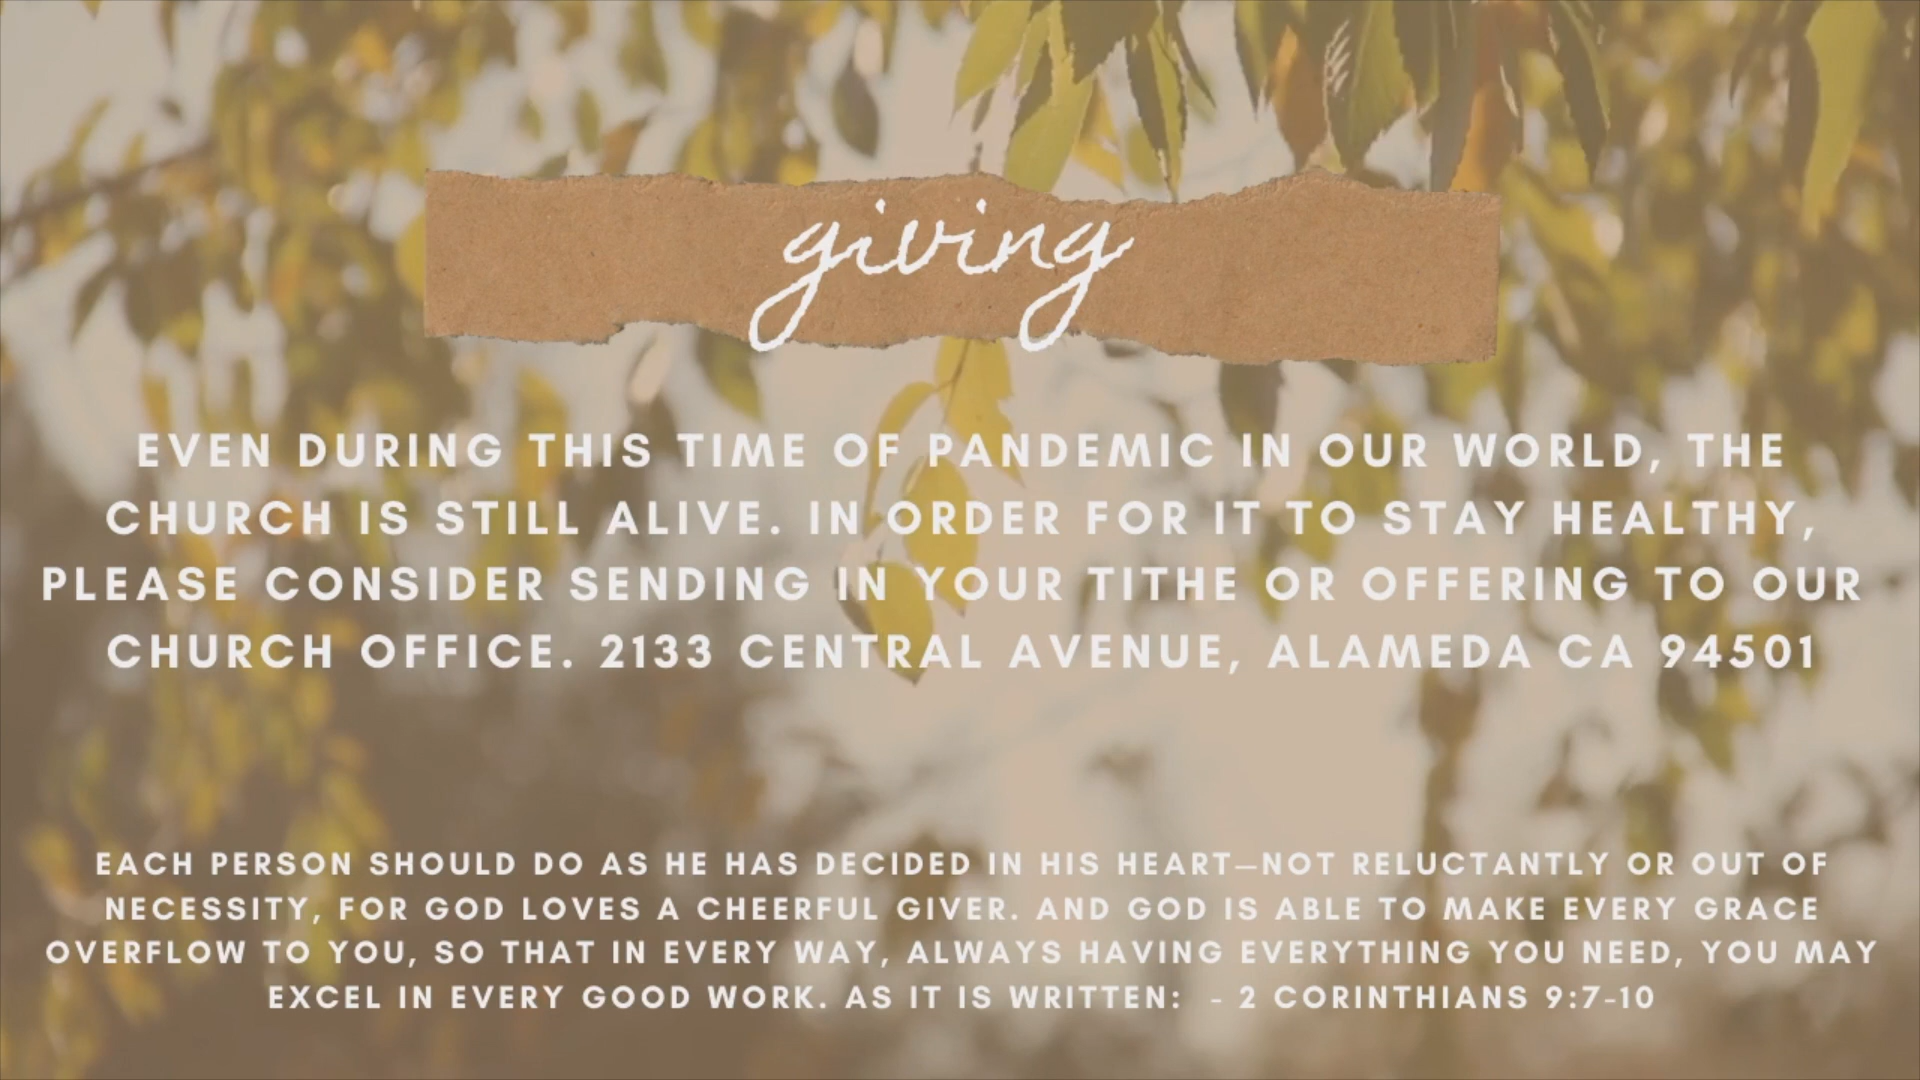 giving
EVEN DURING THIS TIME OF PANDEMIC IN OUR WORLD, THE
CHURCH IS STILL ALIVE. IN ORDER FOR IT TO STAY HEALTHY,
PLEASE CONSIDER SENDING IN YOUR TITHE OR OFFERING TO OUR
CHURCH OFFICE. 2133 CENTRAL AVENUE, ALAMEDA CA 94501
EACH PERSON SHOULD DO AS HE HAS DECIDED IN HIS HEART—NOT RELUCTANTLY OR OUT OF
NECESSITY, FOR GOD LOVES A CHEERFUL GIVER. AND GOD IS ABLE TO MAKE EVERY GRACE
OVERFLOW TO YOU, SO THAT IN EVERY WAY, ALWAYS HAVING EVERYTHING YOU NEED, YOU MAY
EXCEL IN EVERY GOOD WORK. AS IT IS WRITTEN:  - 2 CORINTHIANS 9:7-10